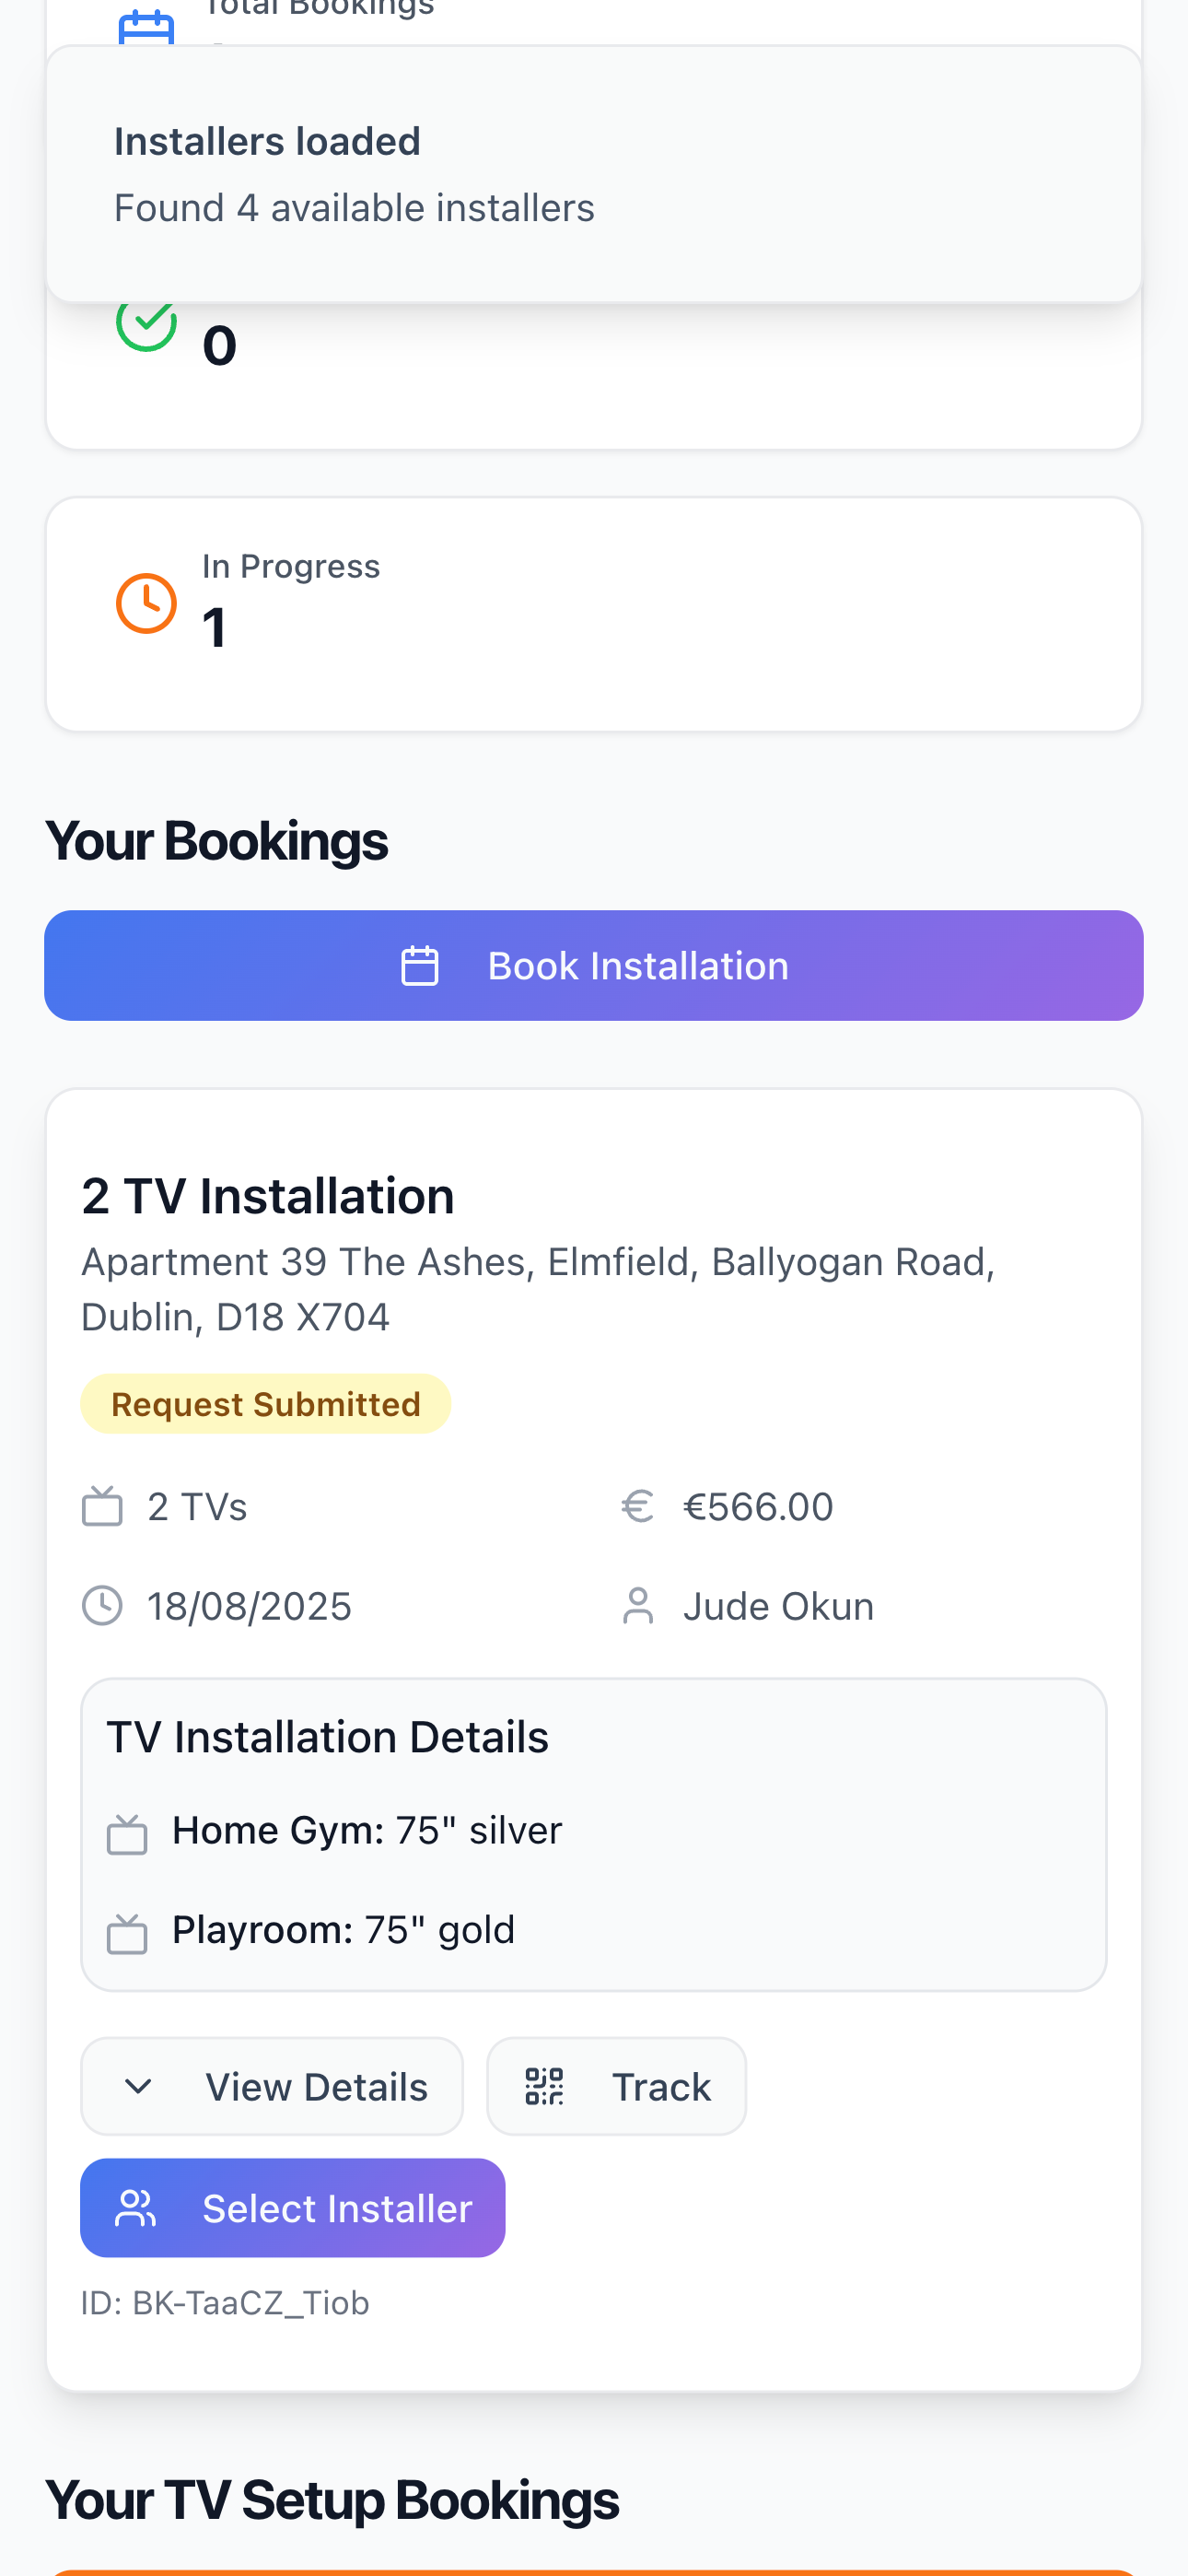 Total Bookings
Installers loaded
Found 4 available installers
0
In Progress
1
Your Bookings
Book Installation
2 TV Installation
Apartment 39 The Ashes, Elmfield, Ballyogan Road,
Dublin, D18 X704
Request Submitted
2 TVs
€566.00
18/08/2025
Jude Okun
TV Installation Details
Home Gym: 75" silver
Playroom: 75" gold
View Details
Track
Select Installer
ID: BK-TaaCZ_Tiob
Your TV Setup Bookings